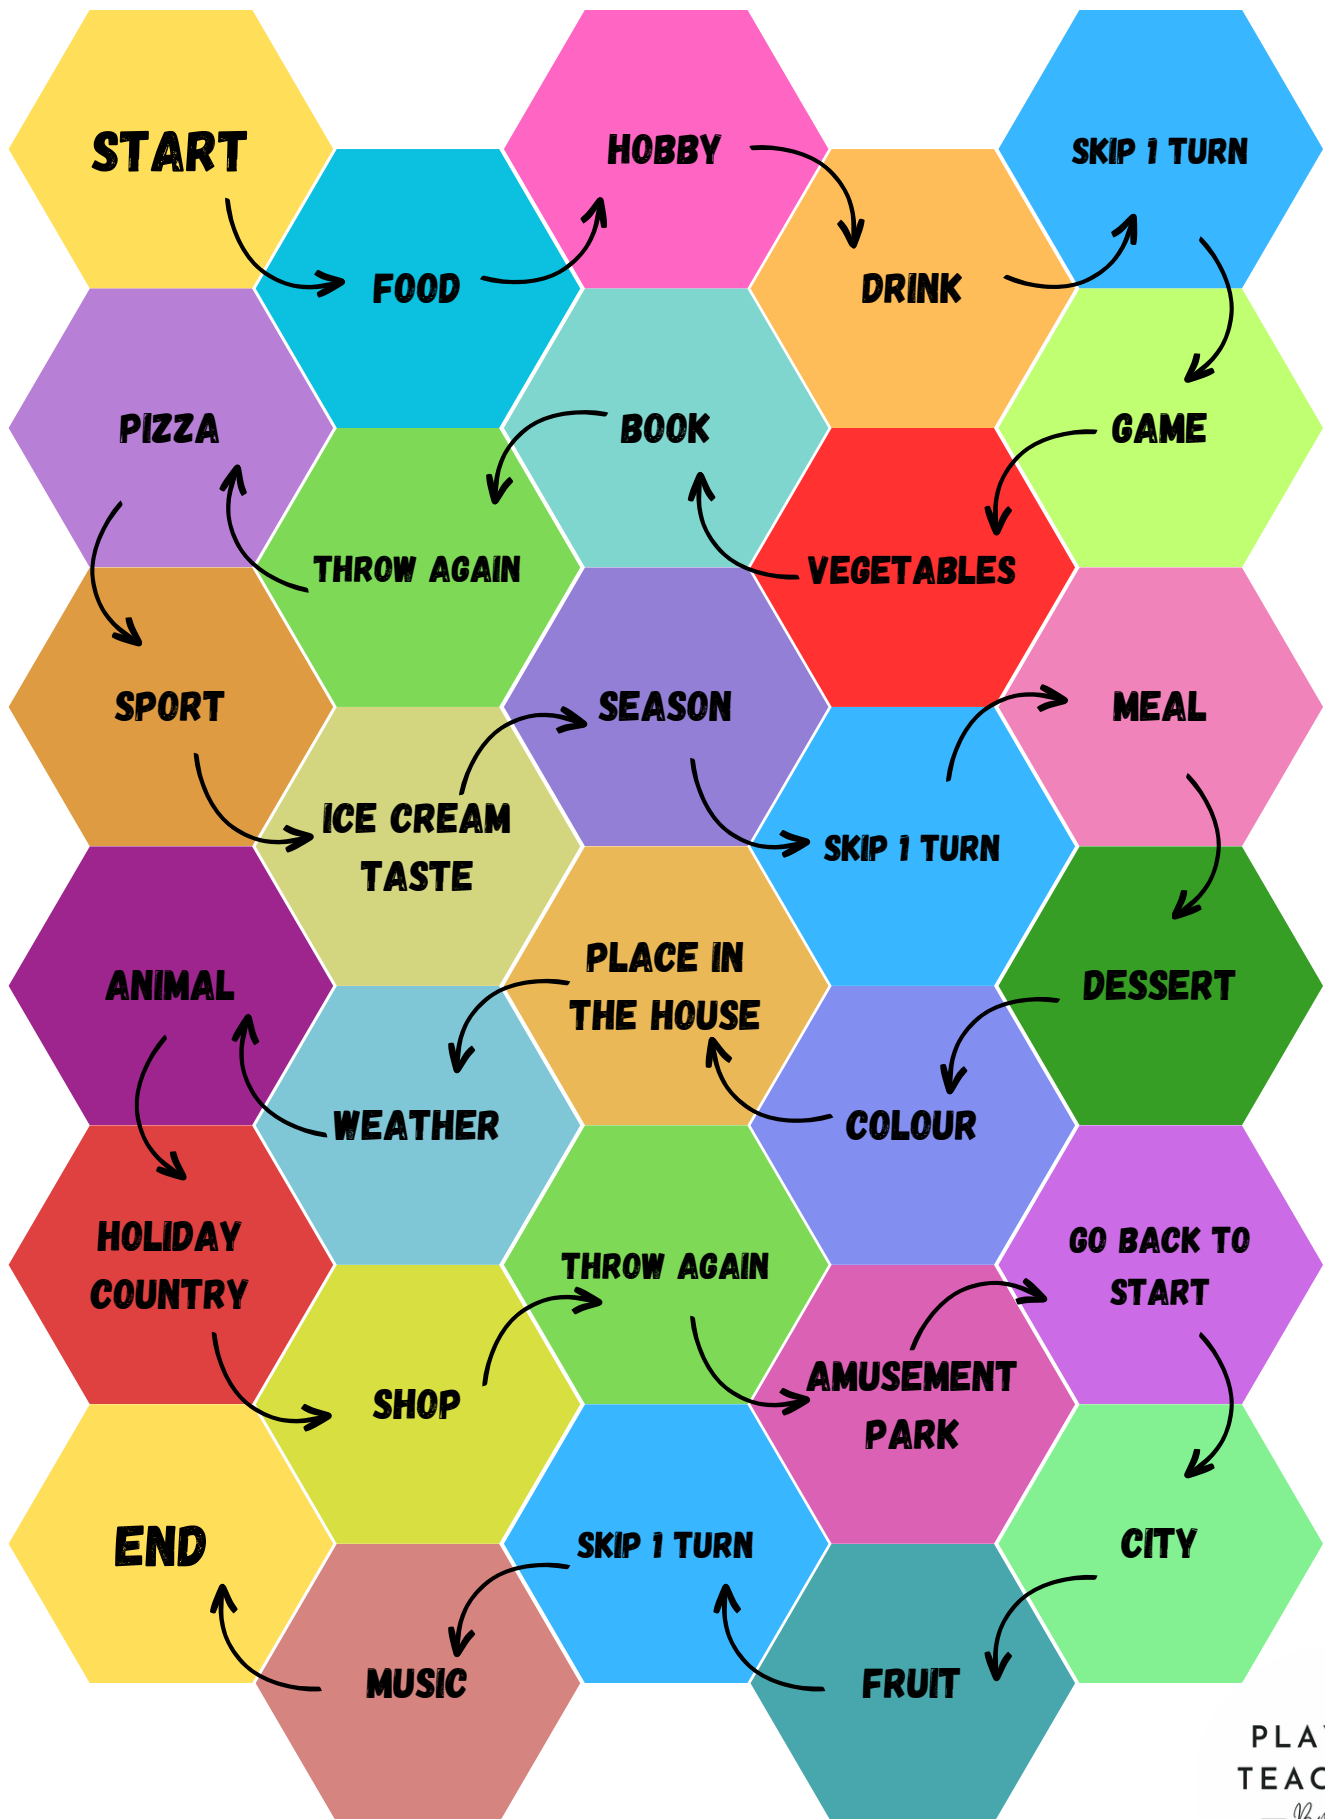 START
FOOD
HOBBY
DRINK
SKIP 1 TURN
GAME
VEGETABLES
BOOK
THROW AGAIN
PIZZA
SPORT
ICE CREAM
TASTE
SEASON
SKIP 1 TURN
MEAL
DESSERT
COLOUR
PLACE IN
THE HOUSE
WEATHER
ANIMAL
HOLIDAY
COUNTRY
SHOP
THROW AGAIN
AMUSEMENT
PARK
GO BACK TO
START
CITY
FRUIT
SKIP 1 TURN
MUSIC
END
PLA
TEAC